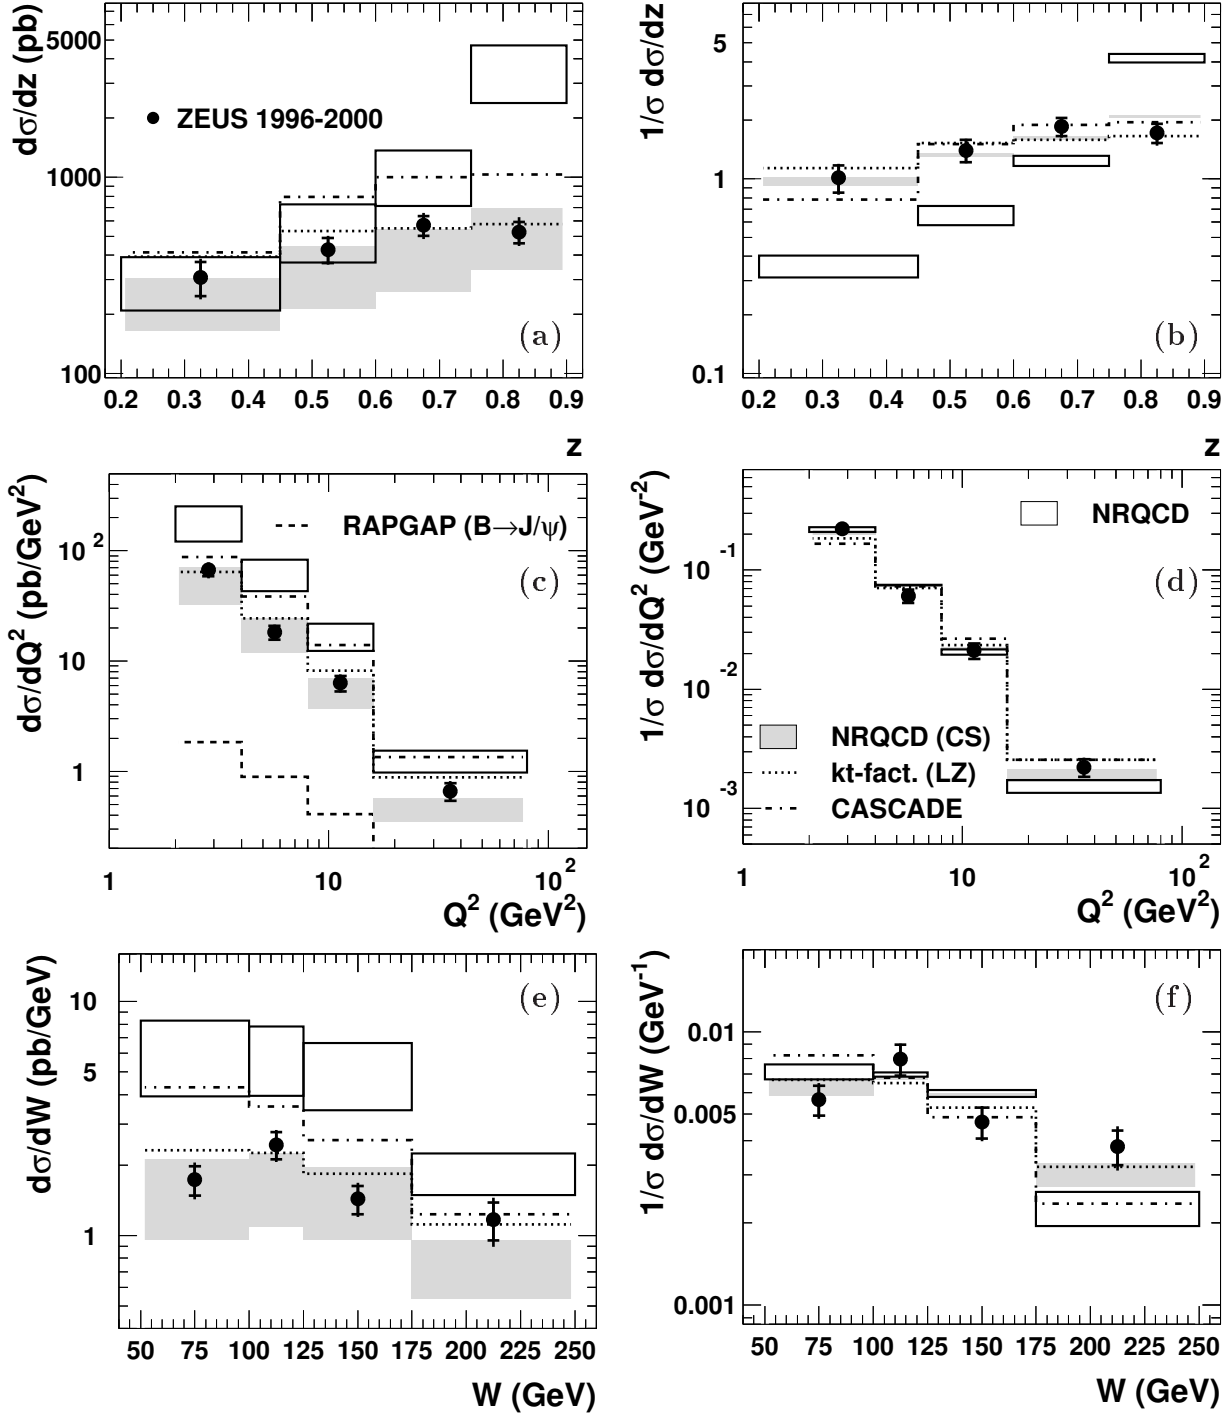 dσ/dz (pb)
5000
1000
100
ZEUS 1996-2000
(a)
0.2 0.3 0.4 0.5 0.6 0.7 0.8 0.9
z
1/σ dσ/dz
5
1
0.1
(b)
0.2 0.3 0.4 0.5 0.6 0.7 0.8 0.9
z
dσ/dQ² (pb/GeV²)
10²
10
1
RAPGAP (B→J/ψ)
(c)
1 10 10²
Q² (GeV²)
1/σ dσ/dQ² (GeV⁻²)
10⁻¹
10⁻²
10⁻³
NRQCD
(d)
NRQCD (CS)
kt-fact. (LZ)
CASCADE
1 10 10²
Q² (GeV²)
dσ/dW (pb/GeV)
10
5
1
(e)
50 75 100 125 150 175 200 225 250
W (GeV)
1/σ dσ/dW (GeV⁻¹)
0.01
0.005
0.001
(f)
50 75 100 125 150 175 200 225 250
W (GeV)